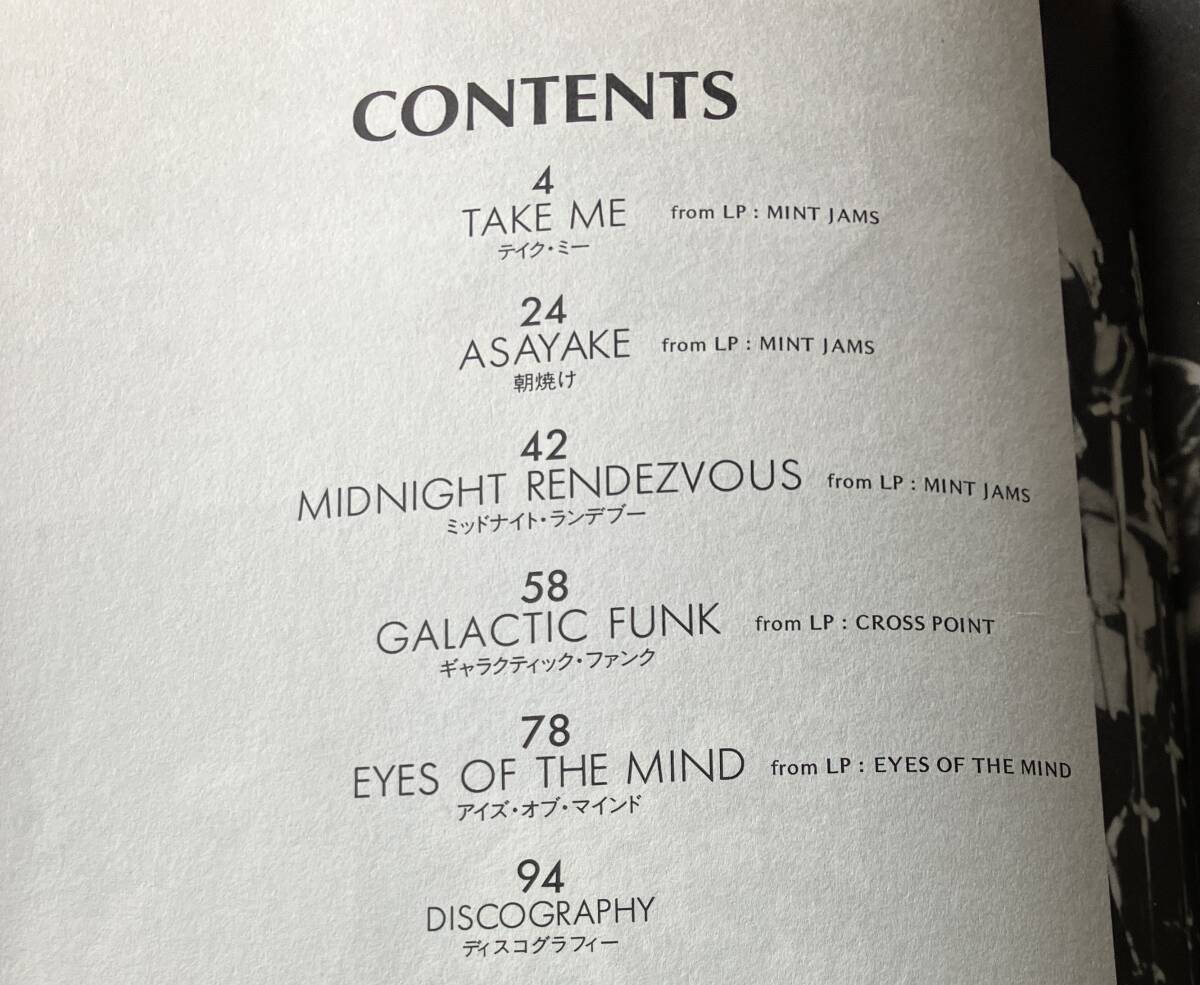 CONTENTS
4
TAKE ME from LP : MINT JAMS
テイク・ミー
24
ASAYAKE from LP : MINT JAMS
朝焼け
42
MIDNIGHT RENDEZVOUS from LP : MINT JAMS
ミッドナイト・ランデブー
58
GALACTIC FUNK from LP : CROSS POINT
ギャラクティック・ファンク
78
EYES OF THE MIND from LP : EYES OF THE MIND
アイズ・オブ・マインド
94
DISCOGRAPHY
ディスコグラフィー